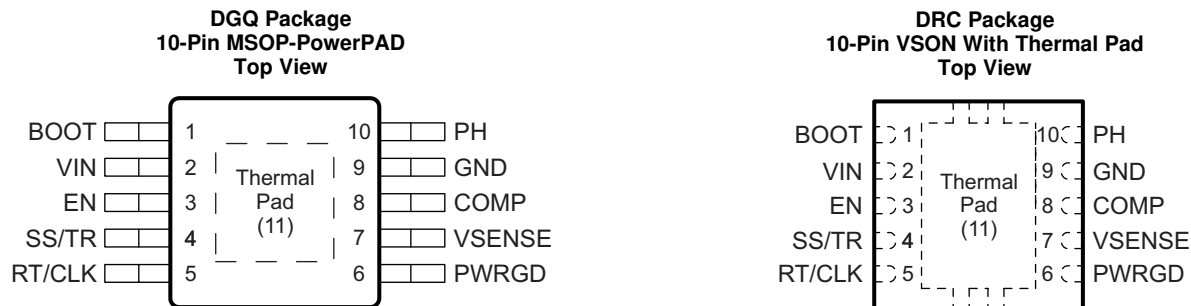 DGQ Package
10-Pin MSOP-PowerPAD
Top View
BOOT 1 10 PH
VIN 2 9 GND
EN 3 8 COMP
SS/TR 4 7 VSENSE
RT/CLK 5 6 PWRGD
Thermal
Pad
(11)
DRC Package
10-Pin VSON With Thermal Pad
Top View
BOOT 1 10 PH
VIN 2 9 GND
EN 3 8 COMP
SS/TR 4 7 VSENSE
RT/CLK 5 6 PWRGD
Thermal
Pad
(11)